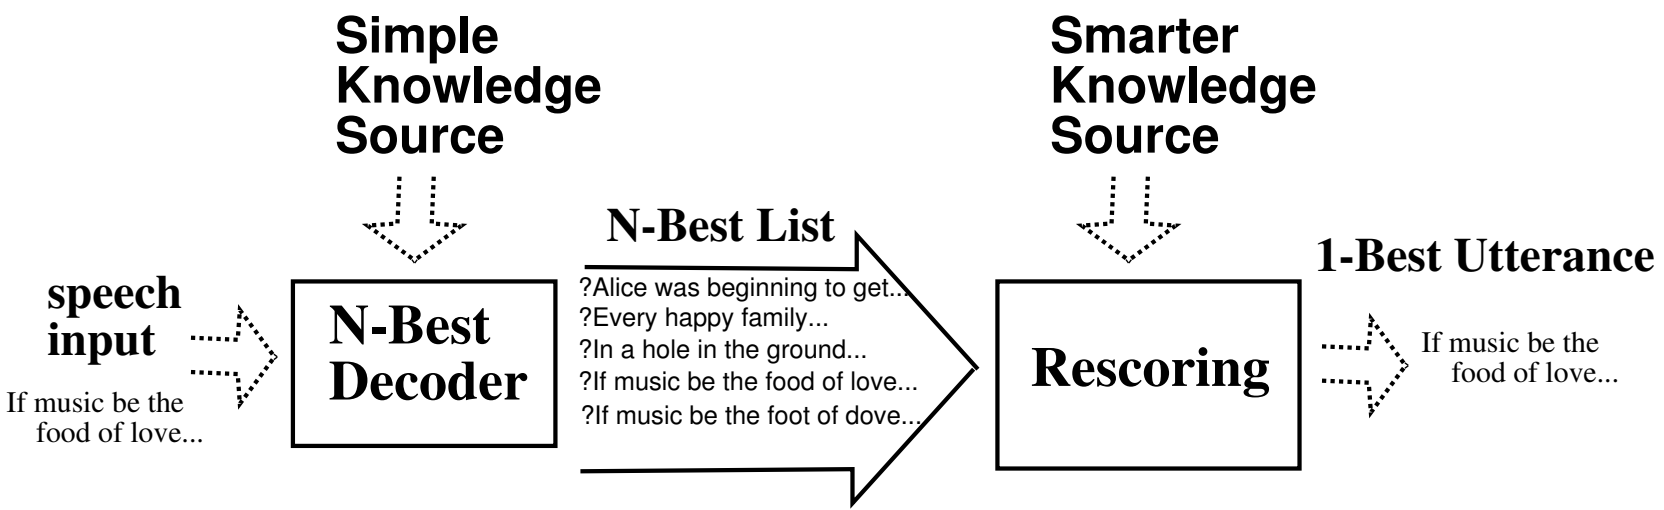 Simple
Knowledge
Source
Smarter
Knowledge
Source
N-Best List
1-Best Utterance
speech
input
If music be the
food of love...
N-Best
Decoder
?Alice was beginning to get...
?Every happy family...
?In a hole in the ground...
?If music be the food of love...
?If music be the foot of dove...
Rescoring
If music be the
food of love...